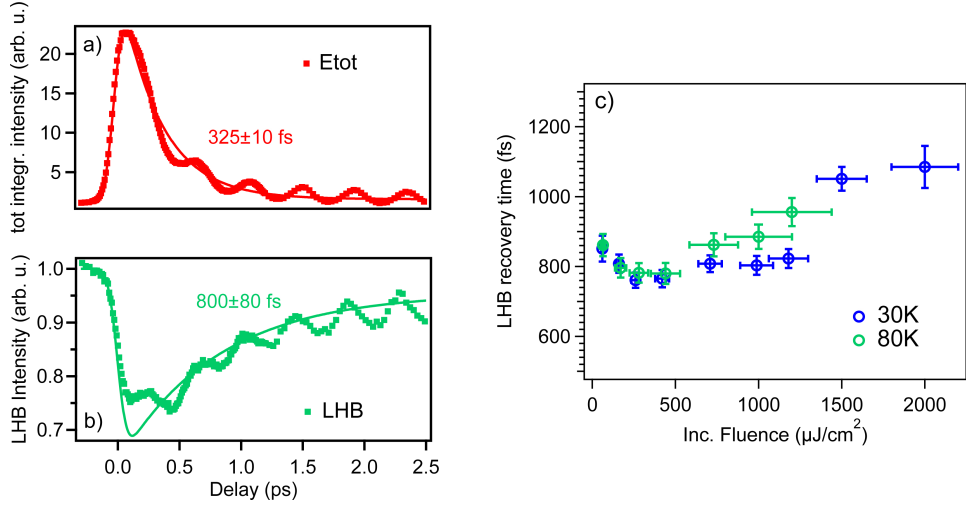 a)
Etot
325±10 fs
tot integr. intensity (arb. u.)
20
15
10
5
b)
800±80 fs
LHB
LHB Intensity (arb. u.)
1.0
0.9
0.8
0.7
0.0 0.5 1.0 1.5 2.0 2.5
Delay (ps)
c)
LHB recovery time (fs)
1200
1000
800
600
30K
80K
0 500 1000 1500 2000
Inc. Fluence (µJ/cm²)